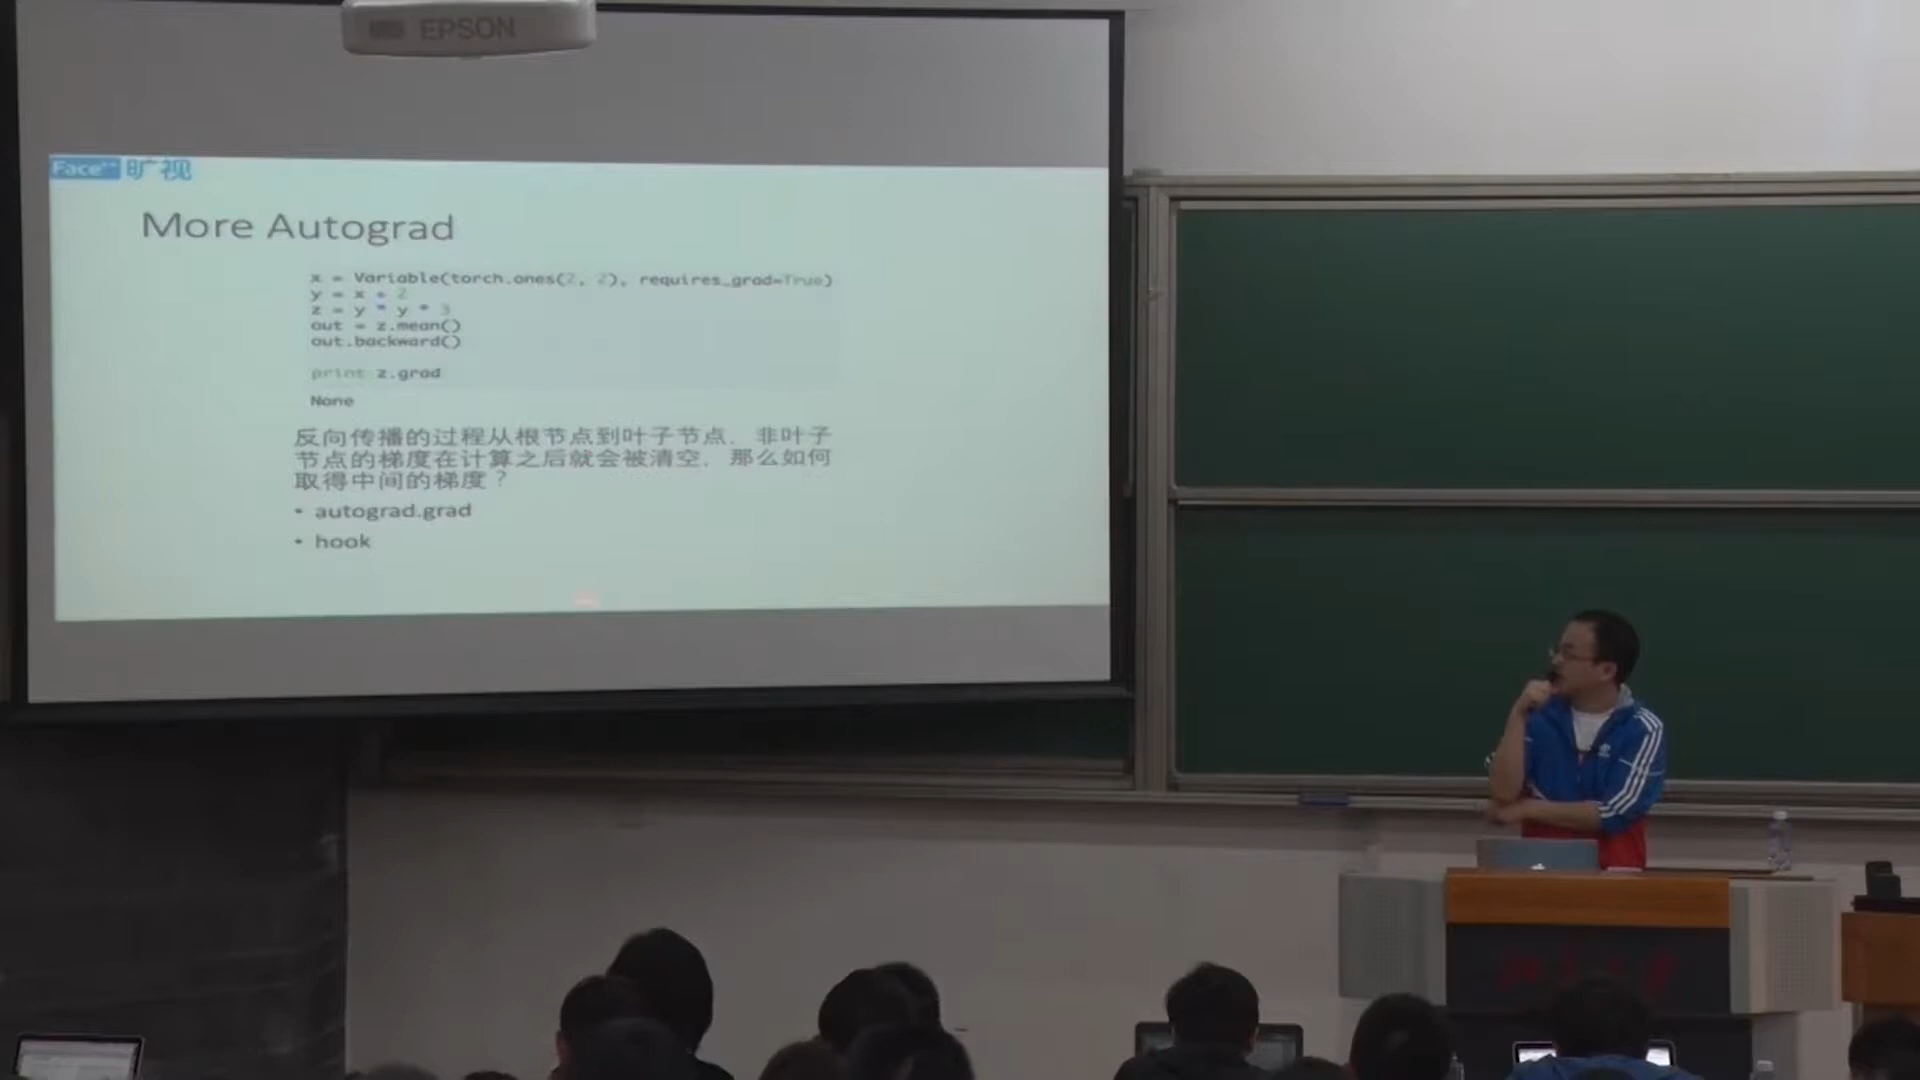 EPSON
Face++ 旷视
More Autograd
x = Variable(torch.ones(2, 2), requires_grad=True)
y = x + 2
z = y * y * 3
out = z.mean()
out.backward()
print z.grad
None
反向传播的过程从根节点到叶子节点，非叶子
节点的梯度在计算之后就会被清空，那么如何
取得中间的梯度？
• autograd.grad
• hook